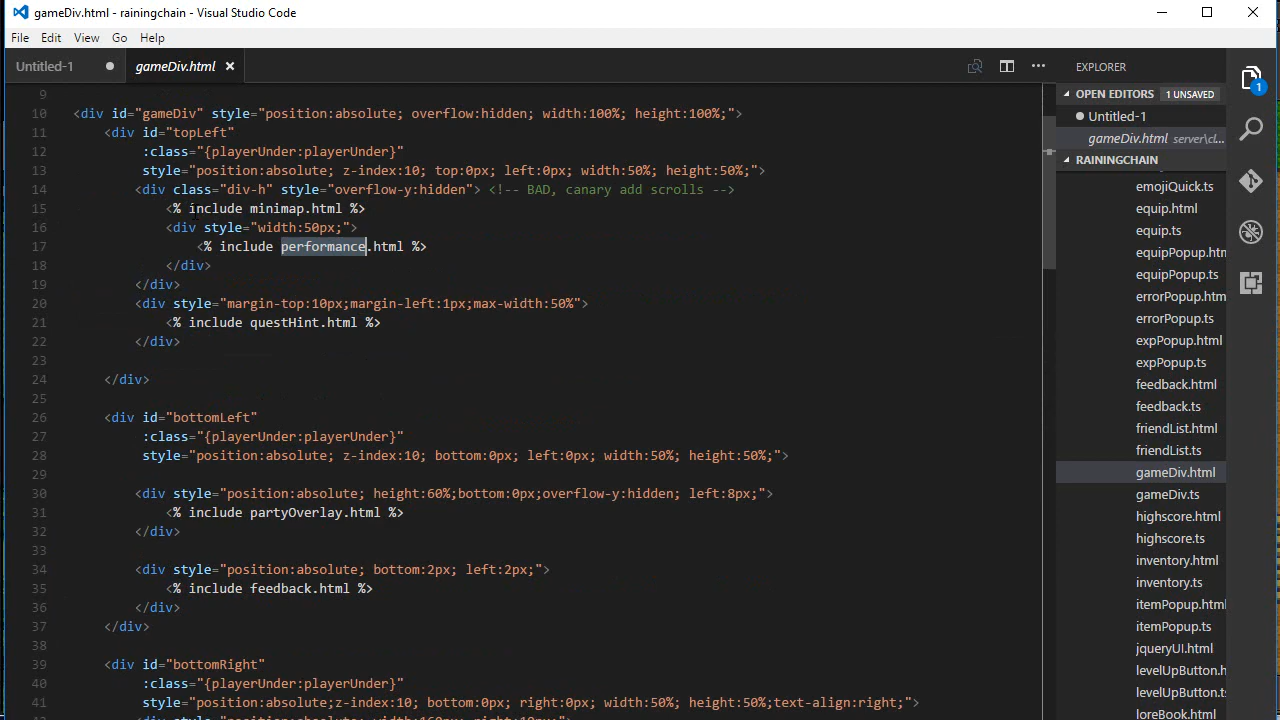 gameDiv.html - rainingchain - Visual Studio Code
File Edit View Go Help
Untitled-1 gameDiv.html
9
10 <div id="gameDiv" style="position:absolute; overflow:hidden; width:100%; height:100%;">
11 <div id="topLeft"
12 :class="{playerUnder:playerUnder}"
13 style="position:absolute; z-index:10; top:0px; left:0px; width:50%; height:50%;">
14 <div class="div-h" style="overflow-y:hidden"> <!-- BAD, canary add scrolls -->
15 <% include minimap.html %>
16 <div style="width:50px;">
17 <% include performance.html %>
18 </div>
19 </div>
20 <div style="margin-top:10px;margin-left:1px;max-width:50%">
21 <% include questHint.html %>
22 </div>
23
24 </div>
25
26 <div id="bottomLeft"
27 :class="{playerUnder:playerUnder}"
28 style="position:absolute; z-index:10; bottom:0px; left:0px; width:50%; height:50%;">
29
30 <div style="position:absolute; height:60%;bottom:0px;overflow-y:hidden; left:8px;">
31 <% include partyOverlay.html %>
32 </div>
33
34 <div style="position:absolute; bottom:2px; left:2px;">
35 <% include feedback.html %>
36 </div>
37 </div>
38
39 <div id="bottomRight"
40 :class="{playerUnder:playerUnder}"
41 style="position:absolute;z-index:10; bottom:0px; right:0px; width:50%; height:50%;text-align:right;">
EXPLORER
OPEN EDITORS 1 UNSAVED
Untitled-1
gameDiv.html server\cl...
RAININGCHAIN
emojiQuick.ts
equip.html
equip.ts
equipPopup.htm
equipPopup.ts
errorPopup.htm
errorPopup.ts
expPopup.html
expPopup.ts
feedback.html
feedback.ts
friendList.html
friendList.ts
gameDiv.html
gameDiv.ts
highscore.html
highscore.ts
inventory.html
inventory.ts
itemPopup.html
itemPopup.ts
jqueryUI.html
levelUpButton.h
levelUpButton.ts
loreBook.html
1